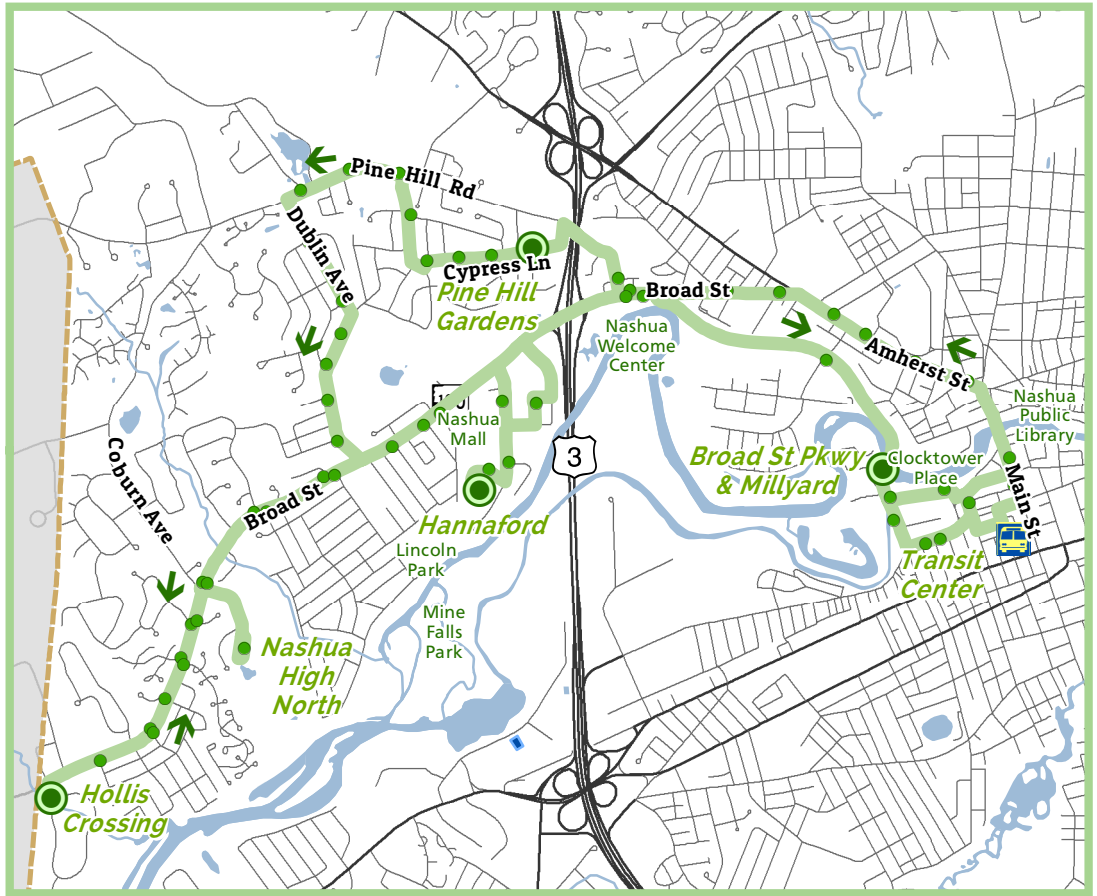 Pine Hill Rd
Dublin Ave
Cypress Ln
Pine Hill
Gardens
Broad St
Nashua
Welcome
Center
Amherst St
Nashua
Public
Library
Nashua
Mall
3
Broad St Pkwy
& Millyard
Clocktower
Place
Main St
Coburn Ave
Broad St
Hannaford
Lincoln
Park
Transit
Center
Mine
Falls
Park
Nashua
High
North
Hollis
Crossing